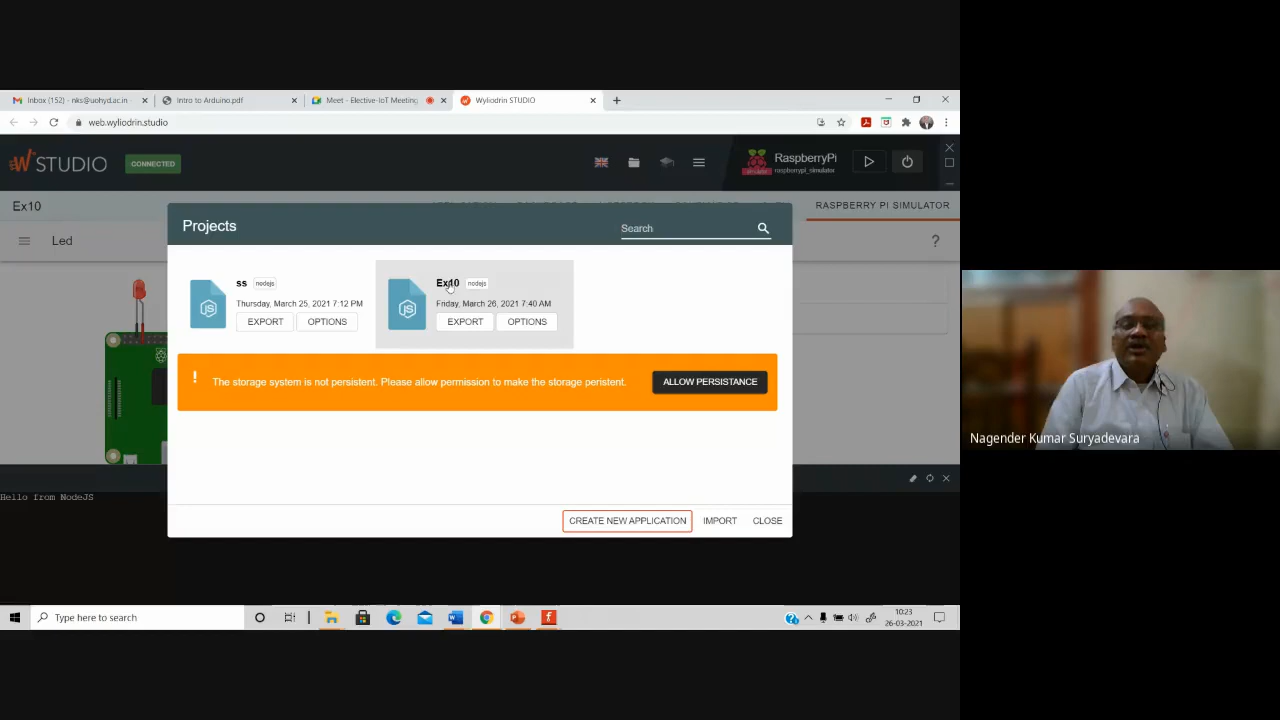 Inbox (152) - nks@uohyd.ac.in - Intro to Arduino.pdf Meet - Elective-IoT Meeting Wyliodrin STUDIO
web.wyliodrin.studio
W STUDIO CONNECTED RaspberryPi
raspberrypi_simulator
Ex10 RASPBERRY PI SIMULATOR
Projects Search
Led ?
ss nodejs Ex10 nodejs
Thursday, March 25, 2021 7:12 PM Friday, March 26, 2021 7:40 AM
EXPORT OPTIONS EXPORT OPTIONS
! The storage system is not persistent. Please allow permission to make the storage peristent. ALLOW PERSISTANCE
Hello from NodeJS
CREATE NEW APPLICATION IMPORT CLOSE
Nagender Kumar Suryadevara
Type here to search 10:23
26-03-2021